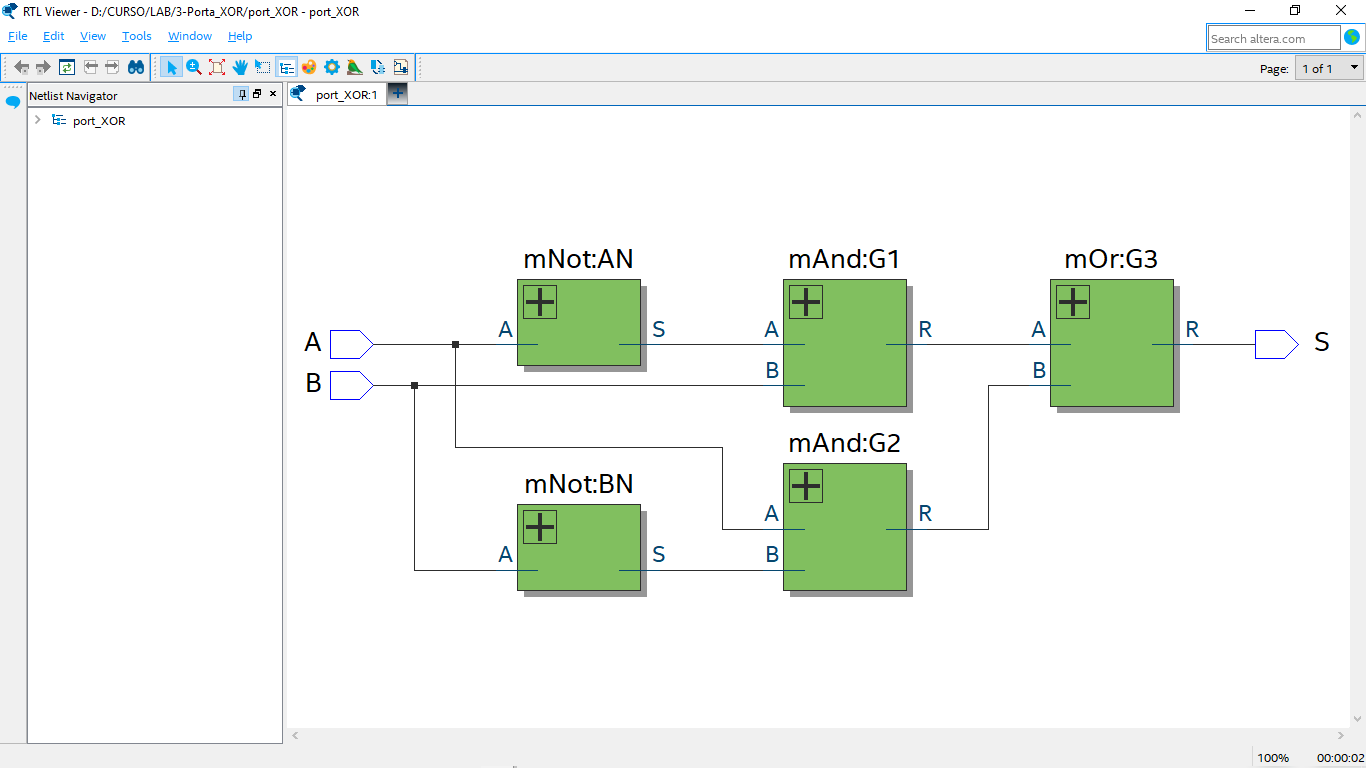 RTL Viewer - D:/CURSO/LAB/3-Porta_XOR/port_XOR - port_XOR
File Edit View Tools Window Help
Search altera.com
Page: 1 of 1
Netlist Navigator
port_XOR:1
port_XOR
mNot:AN mAnd:G1 mOr:G3
A A S A R A R S
B B B
mAnd:G2
mNot:BN
A R
A S B
100% 00:00:02